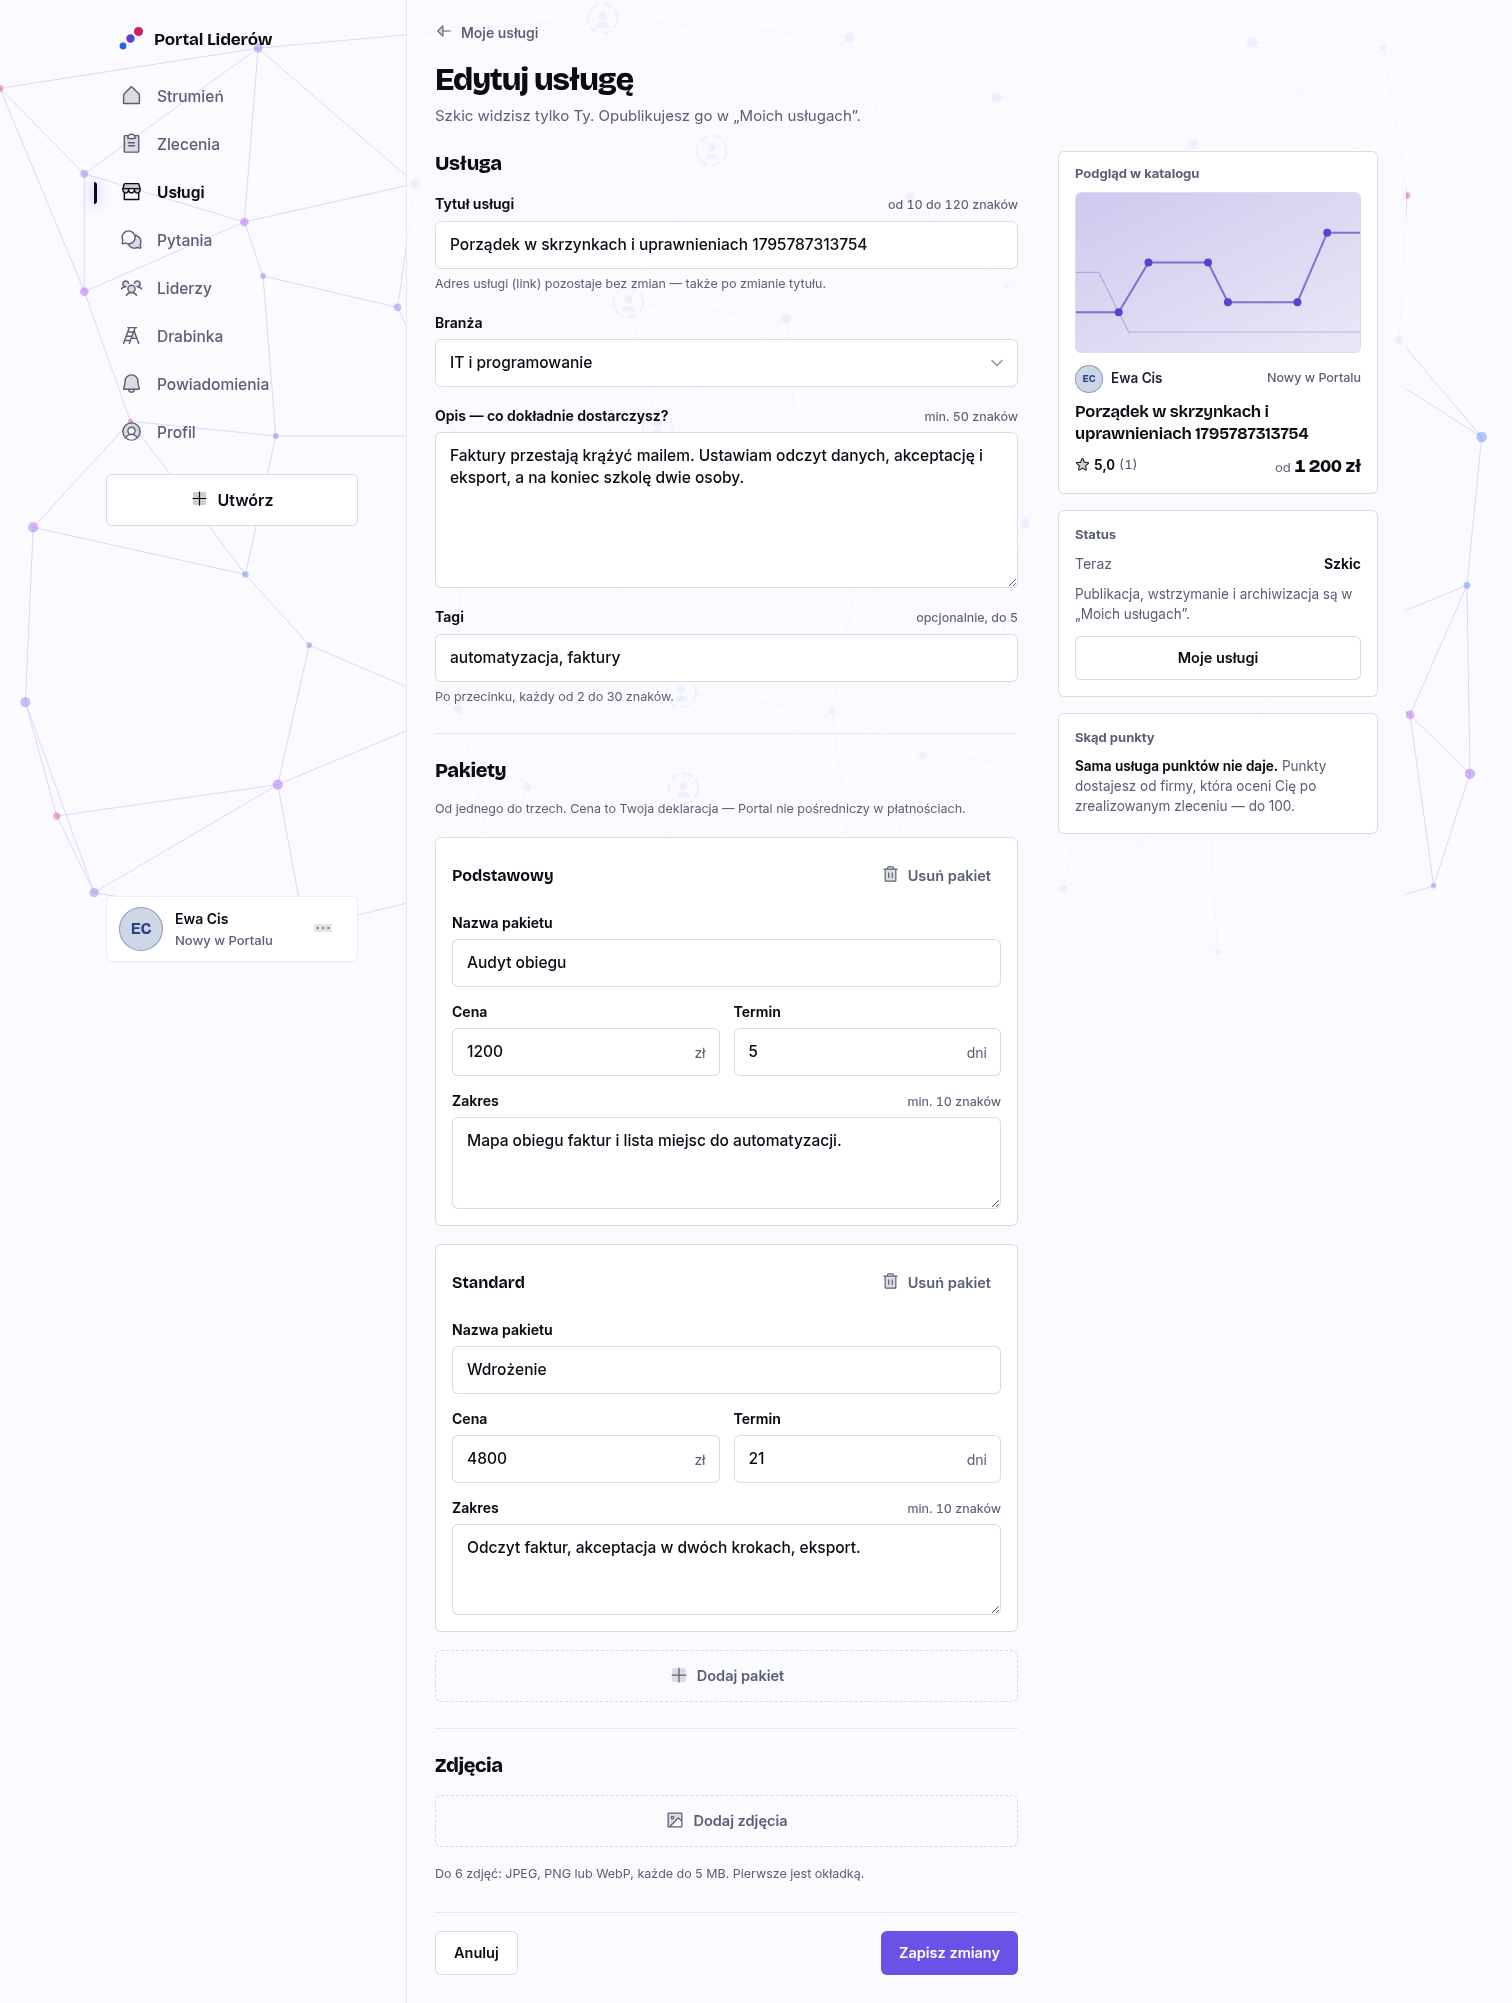 Portal Liderów
Strumień
Zlecenia
Usługi
Pytania
Liderzy
Drabinka
Powiadomienia
Profil
Utwórz
EC
Ewa Cis
Nowy w Portalu
Moje usługi
Edytuj usługę
Szkic widzisz tylko Ty. Opublikujesz go w „Moich usługach”.
Usługa
Tytuł usługi
od 10 do 120 znaków
Porządek w skrzynkach i uprawnieniach 1795787313754
Adres usługi (link) pozostaje bez zmian — także po zmianie tytułu.
Branża
IT i programowanie
Opis — co dokładnie dostarczysz?
min. 50 znaków
Faktury przestają krążyć mailem. Ustawiam odczyt danych, akceptację i
eksport, a na koniec szkolę dwie osoby.
Tagi
opcjonalnie, do 5
automatyzacja, faktury
Po przecinku, każdy od 2 do 30 znaków.
Pakiety
Od jednego do trzech. Cena to Twoja deklaracja — Portal nie pośredniczy w płatnościach.
Podstawowy
Usuń pakiet
Nazwa pakietu
Audyt obiegu
Cena
Termin
1200 zł
5 dni
Zakres
min. 10 znaków
Mapa obiegu faktur i lista miejsc do automatyzacji.
Standard
Usuń pakiet
Nazwa pakietu
Wdrożenie
Cena
Termin
4800 zł
21 dni
Zakres
min. 10 znaków
Odczyt faktur, akceptacja w dwóch krokach, eksport.
Dodaj pakiet
Zdjęcia
Dodaj zdjęcia
Do 6 zdjęć: JPEG, PNG lub WebP, każde do 5 MB. Pierwsze jest okładką.
Anuluj
Zapisz zmiany
Podgląd w katalogu
EC
Ewa Cis
Nowy w Portalu
Porządek w skrzynkach i
uprawnieniach 1795787313754
5,0 (1)
od 1 200 zł
Status
Teraz
Szkic
Publikacja, wstrzymanie i archiwizacja są w
„Moich usługach”.
Moje usługi
Skąd punkty
Sama usługa punktów nie daje. Punkty
dostajesz od firmy, która oceni Cię po
zrealizowanym zleceniu — do 100.